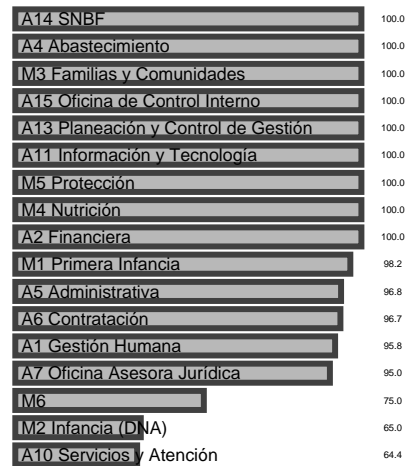 A14 SNBF 100.0
A4 Abastecimiento 100.0
M3 Familias y Comunidades 100.0
A15 Oficina de Control Interno 100.0
A13 Planeación y Control de Gestión 100.0
A11 Información y Tecnología 100.0
M5 Protección 100.0
M4 Nutrición 100.0
A2 Financiera 100.0
M1 Primera Infancia 98.2
A5 Administrativa 96.8
A6 Contratación 96.7
A1 Gestión Humana 95.8
A7 Oficina Asesora Jurídica 95.0
M6 75.0
M2 Infancia (DNA) 65.0
A10 Servicios y Atención 64.4